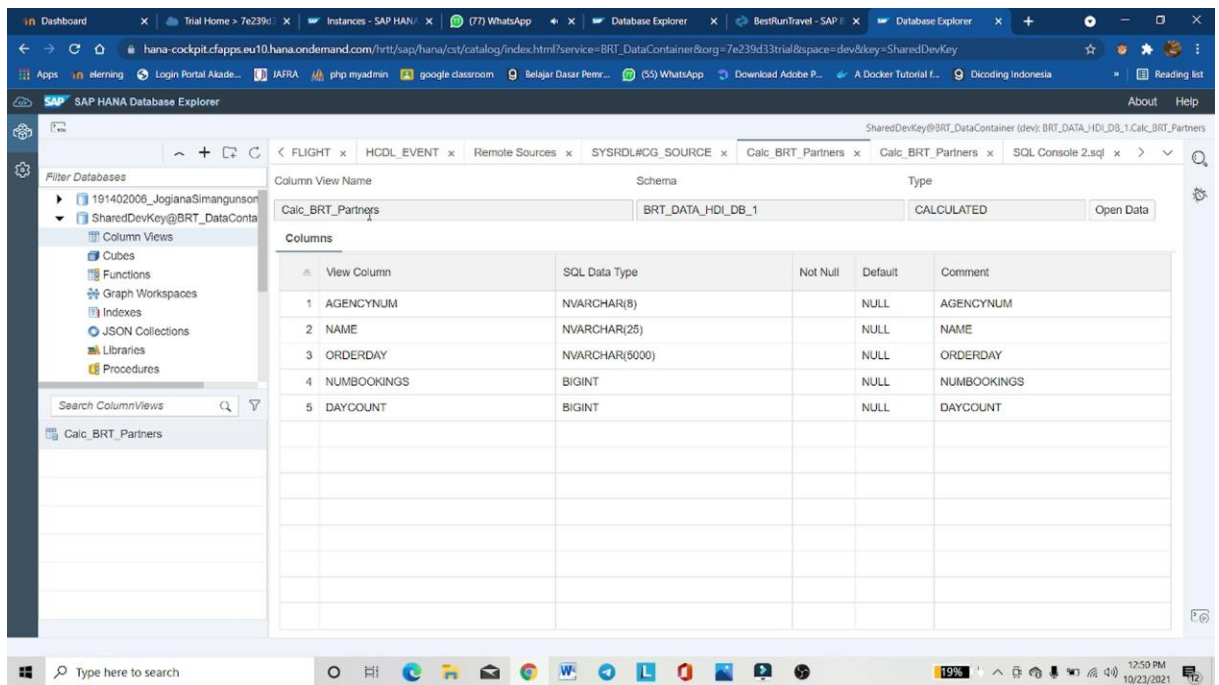 Dashboard
Trial Home > 7e239d
Instances - SAP HAN
(77) WhatsApp
Database Explorer
BestRunTravel - SAP
Database Explorer
hana-cockpit.cfapps.eu10.hana.ondemand.com/hrtt/sap/hana/cst/catalog/index.html?service=BRT_DataContainer&org=7e239d33trial&space=dev&key=SharedDevKey
Apps
elerning
Login Portal Akade...
JAFRA
php myadmin
google classroom
Belajar Dasar Pemr...
(55) WhatsApp
Download Adobe P...
A Docker Tutorial f...
Dicoding Indonesia
»
Reading list
SAP SAP HANA Database Explorer
About Help
SharedDevKey@BRT_DataContainer (dev): BRT_DATA_HDI_DB_1.Calc_BRT_Partners
FLIGHT
HCDL_EVENT
Remote Sources
SYSRDL#CG_SOURCE
Calc_BRT_Partners
Calc_BRT_Partners
SQL Console 2.sql
Filter Databases
191402006_JogianaSimangunson
SharedDevKey@BRT_DataConta
Column Views
Cubes
Functions
Graph Workspaces
Indexes
JSON Collections
Libraries
Procedures
Search ColumnViews
Calc_BRT_Partners
Column View Name Schema Type
Calc_BRT_Partners BRT_DATA_HDI_DB_1 CALCULATED Open Data
Columns
View Column SQL Data Type Not Null Default Comment
1 AGENCYNUM NVARCHAR(8) NULL AGENCYNUM
2 NAME NVARCHAR(25) NULL NAME
3 ORDERDAY NVARCHAR(5000) NULL ORDERDAY
4 NUMBOOKINGS BIGINT NULL NUMBOOKINGS
5 DAYCOUNT BIGINT NULL DAYCOUNT
Type here to search
19%
12:50 PM
10/23/2021